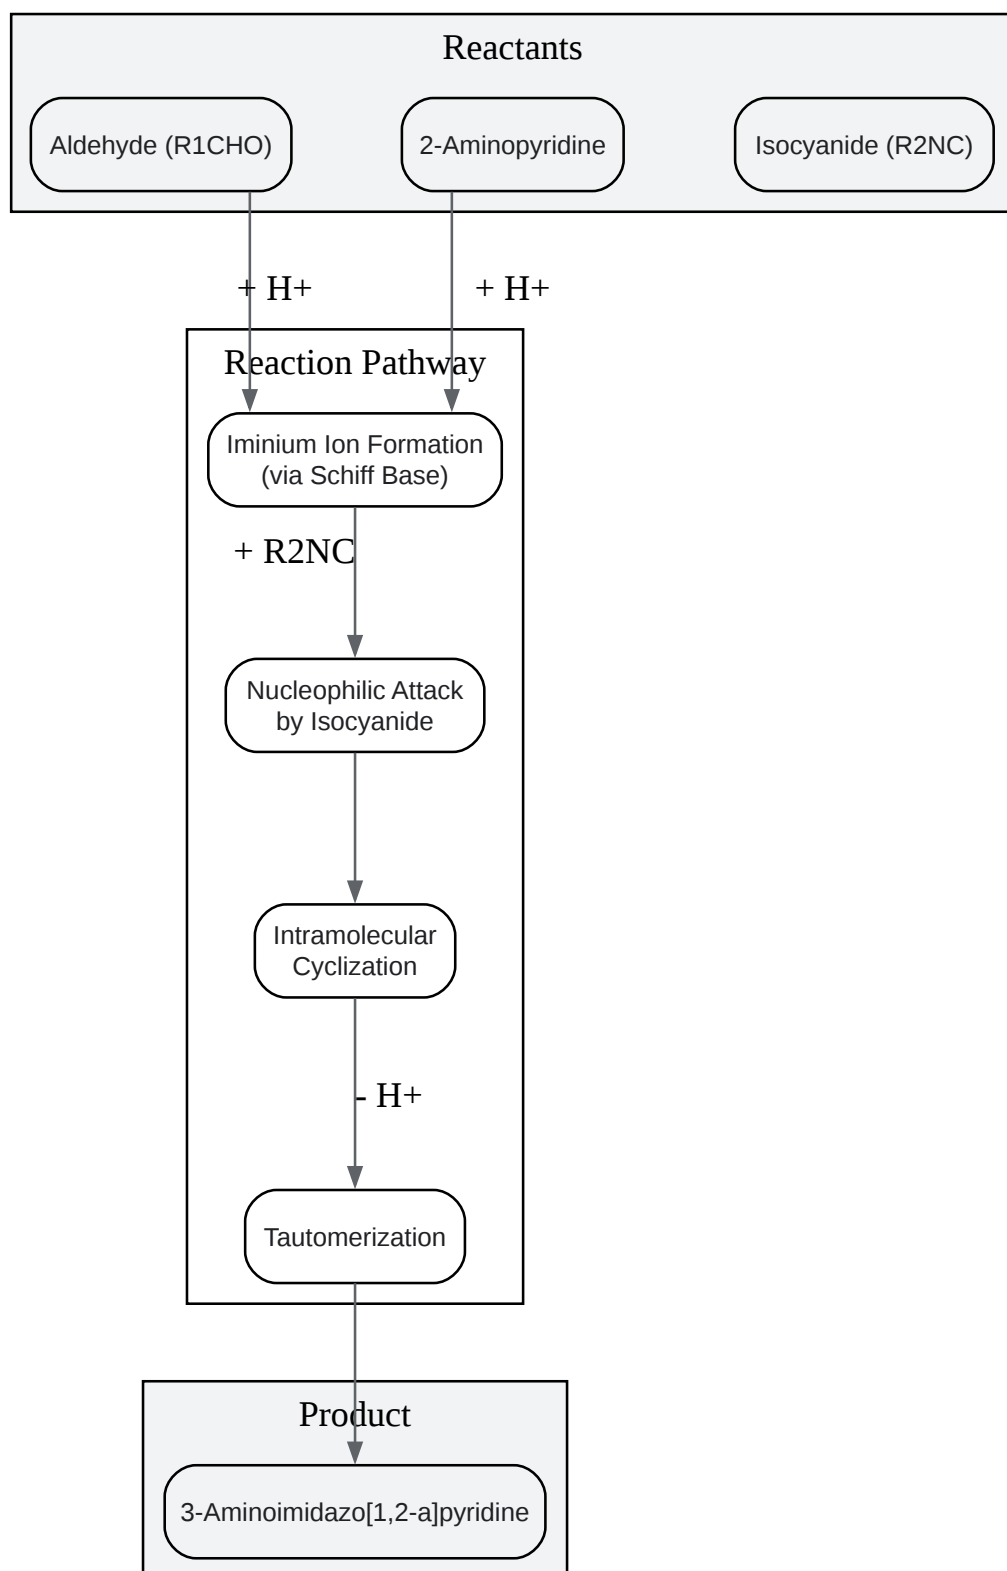 Reactants
Aldehyde (R1CHO)
2-Aminopyridine
Isocyanide (R2NC)
+ H+
+ H+
Reaction Pathway
Iminium Ion Formation
(via Schiff Base)
+ R2NC
Nucleophilic Attack
by Isocyanide
Intramolecular
Cyclization
- H+
Tautomerization
Product
3-Aminoimidazo[1,2-a]pyridine